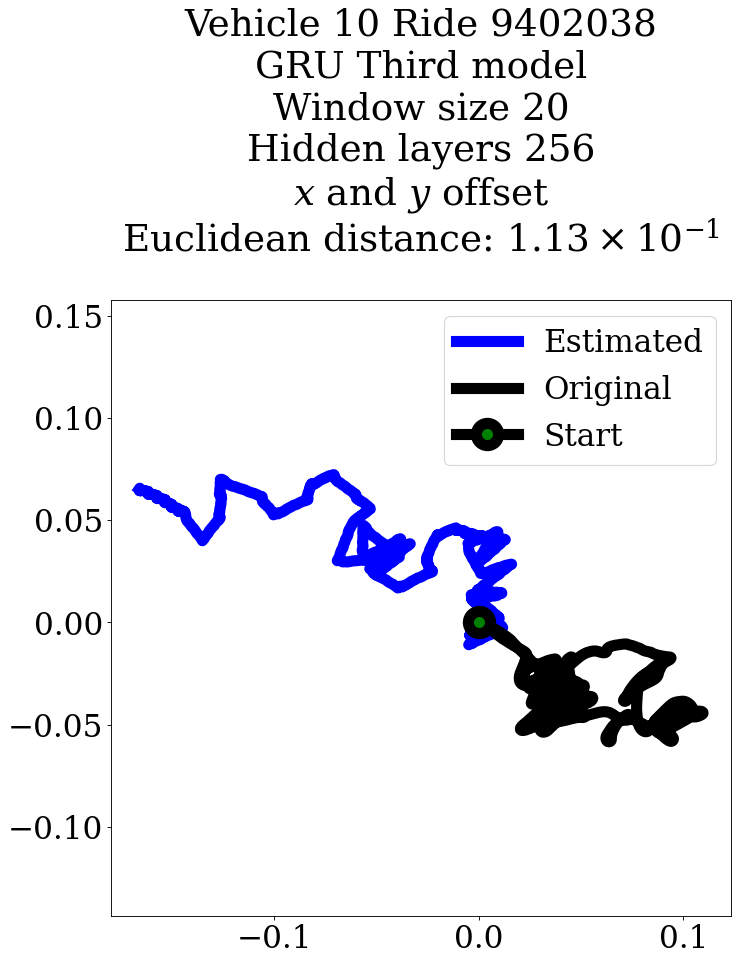 Vehicle 10 Ride 9402038
GRU Third model
Window size 20
Hidden layers 256
x and y offset
Euclidean distance: 1.13 × 10⁻¹
0.15
0.10
0.05
0.00
−0.05
−0.10
Estimated
Original
Start
−0.1
0.0
0.1